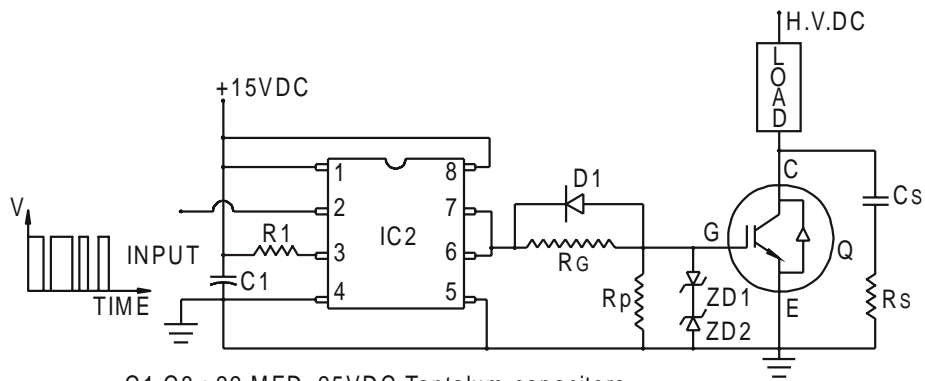 H.V.DC
LOAD
+15VDC
1
8
D1
C
CS
V
2
7
INPUT
R1
IC2
G
Q
3
6
RG
C1
Rp
ZD1
TIME
4
5
E
RS
ZD2